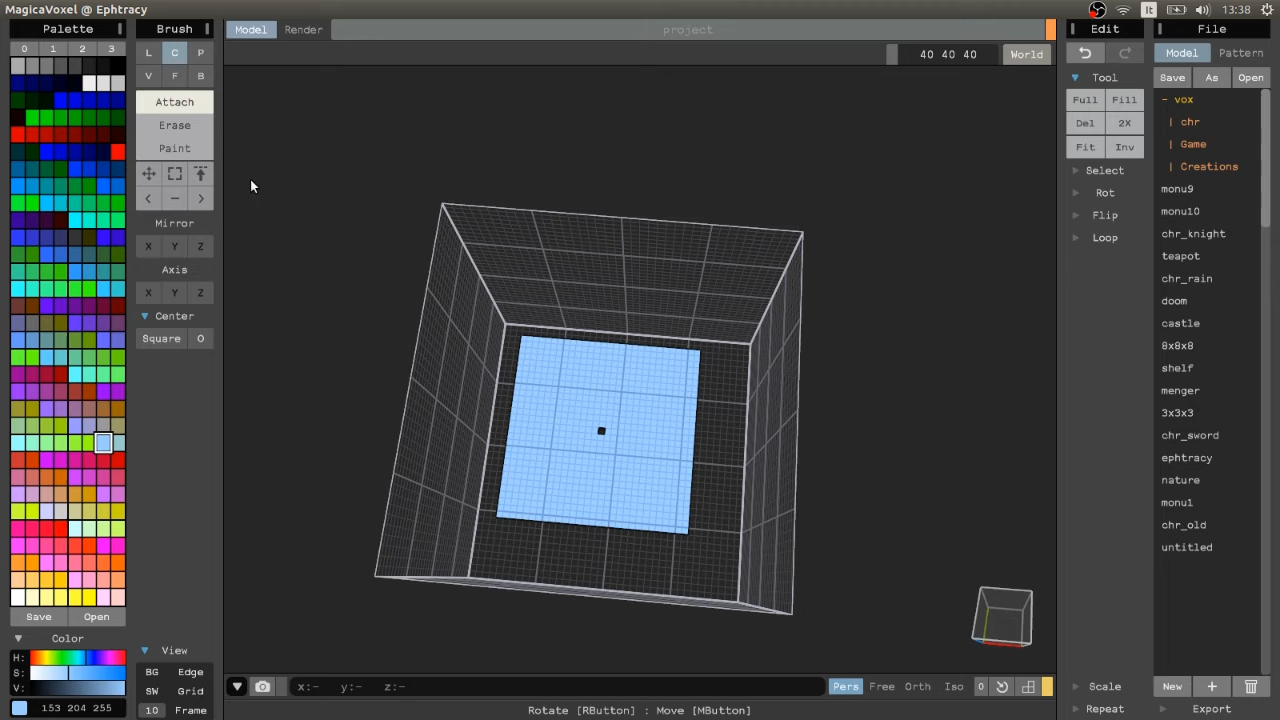 MagicaVoxel @ Ephtracy
It
13:38
Palette
0 1 2 3
Save Open
Color
H:
S:
V:
153 204 255
Brush
L C P
V F B
Attach
Erase
Paint
Mirror
X Y Z
Axis
X Y Z
Center
Square O
View
BG Edge
SW Grid
10 Frame
Model Render
project
40 40 40 World
x:- y:- z:-
Pers Free Orth Iso 0
Rotate [RButton] : Move [MButton]
Edit
Tool
Full Fill
Del 2X
Fit Inv
Select
Rot
Flip
Loop
Scale
Repeat
File
Model Pattern
Save As Open
- vox
| chr
| Game
| Creations
monu9
monu10
chr_knight
teapot
chr_rain
doom
castle
8x8x8
shelf
menger
3x3x3
chr_sword
ephtracy
nature
monu1
chr_old
untitled
New +
Export